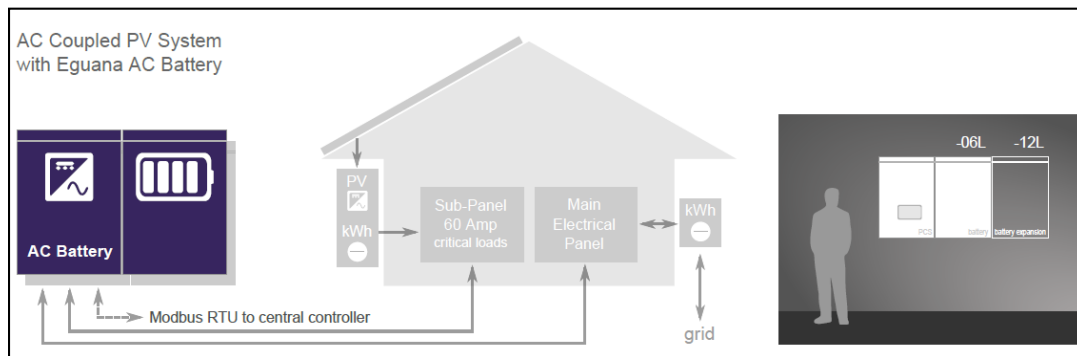 AC Coupled PV System
with Eguana AC Battery
AC Battery
PV
kWh
Sub-Panel
60 Amp
critical loads
Main
Electrical
Panel
kWh
grid
Modbus RTU to central controller
-06L
-12L
PCS
battery
battery expansion